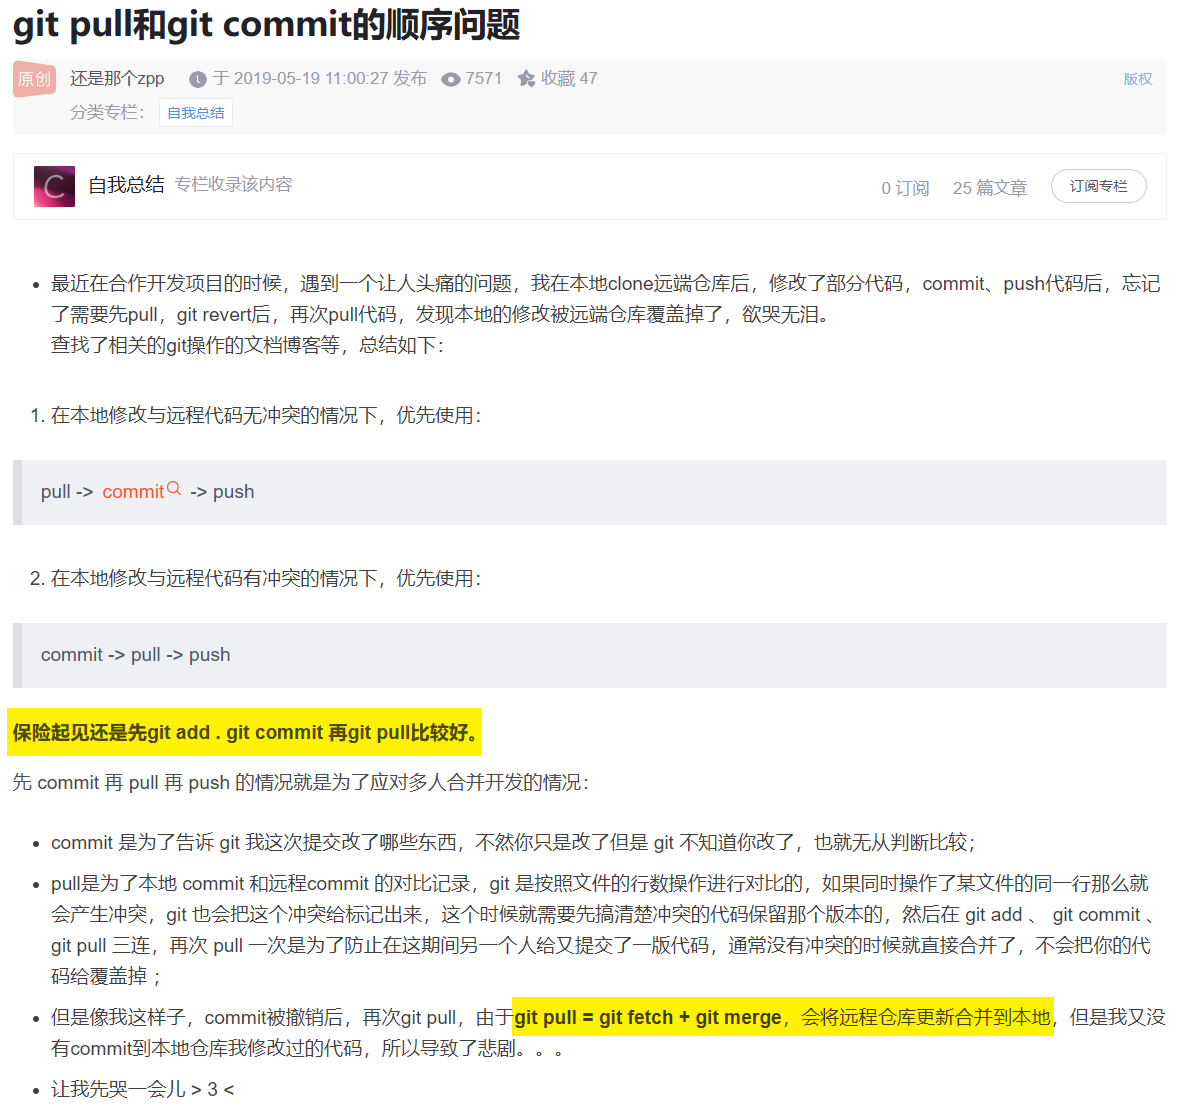 git pull和git commit的顺序问题
原创 还是那个zpp 于 2019-05-19 11:00:27 发布 7571 收藏 47 版权
分类专栏： 自我总结
C 自我总结 专栏收录该内容 0 订阅 25 篇文章 订阅专栏
• 最近在合作开发项目的时候，遇到一个让人头痛的问题，我在本地clone远端仓库后，修改了部分代码，commit、push代码后，忘记
了需要先pull，git revert后，再次pull代码，发现本地的修改被远端仓库覆盖掉了，欲哭无泪。
查找了相关的git操作的文档博客等，总结如下：
1. 在本地修改与远程代码无冲突的情况下，优先使用：
pull -> commit -> push
2. 在本地修改与远程代码有冲突的情况下，优先使用：
commit -> pull -> push
保险起见还是先git add . git commit 再git pull比较好。
先 commit 再 pull 再 push 的情况就是为了应对多人合并开发的情况：
• commit 是为了告诉 git 我这次提交改了哪些东西，不然你只是改了但是 git 不知道你改了，也就无从判断比较；
• pull是为了本地 commit 和远程commit 的对比记录，git 是按照文件的行数操作进行对比的，如果同时操作了某文件的同一行那么就
会产生冲突，git 也会把这个冲突给标记出来，这个时候就需要先搞清楚冲突的代码保留那个版本的，然后在 git add 、 git commit 、
git pull 三连，再次 pull 一次是为了防止在这期间另一个人给又提交了一版代码，通常没有冲突的时候就直接合并了，不会把你的代
码给覆盖掉 ；
• 但是像我这样子，commit被撤销后，再次git pull，由于git pull = git fetch + git merge，会将远程仓库更新合并到本地，但是我又没
有commit到本地仓库我修改过的代码，所以导致了悲剧。。。
• 让我先哭一会儿 > 3 <